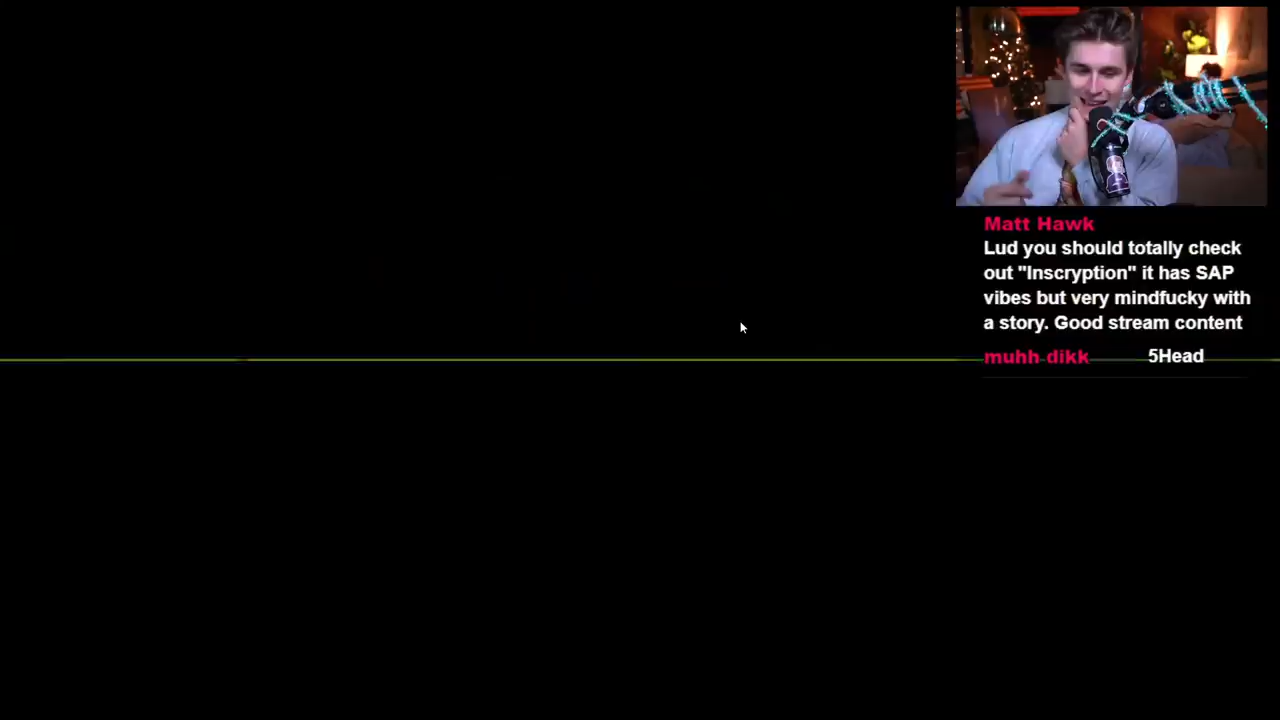 Matt Hawk
Lud you should totally check
out "Inscryption" it has SAP
vibes but very mindfucky with
a story. Good stream content
muhh dikk 5Head